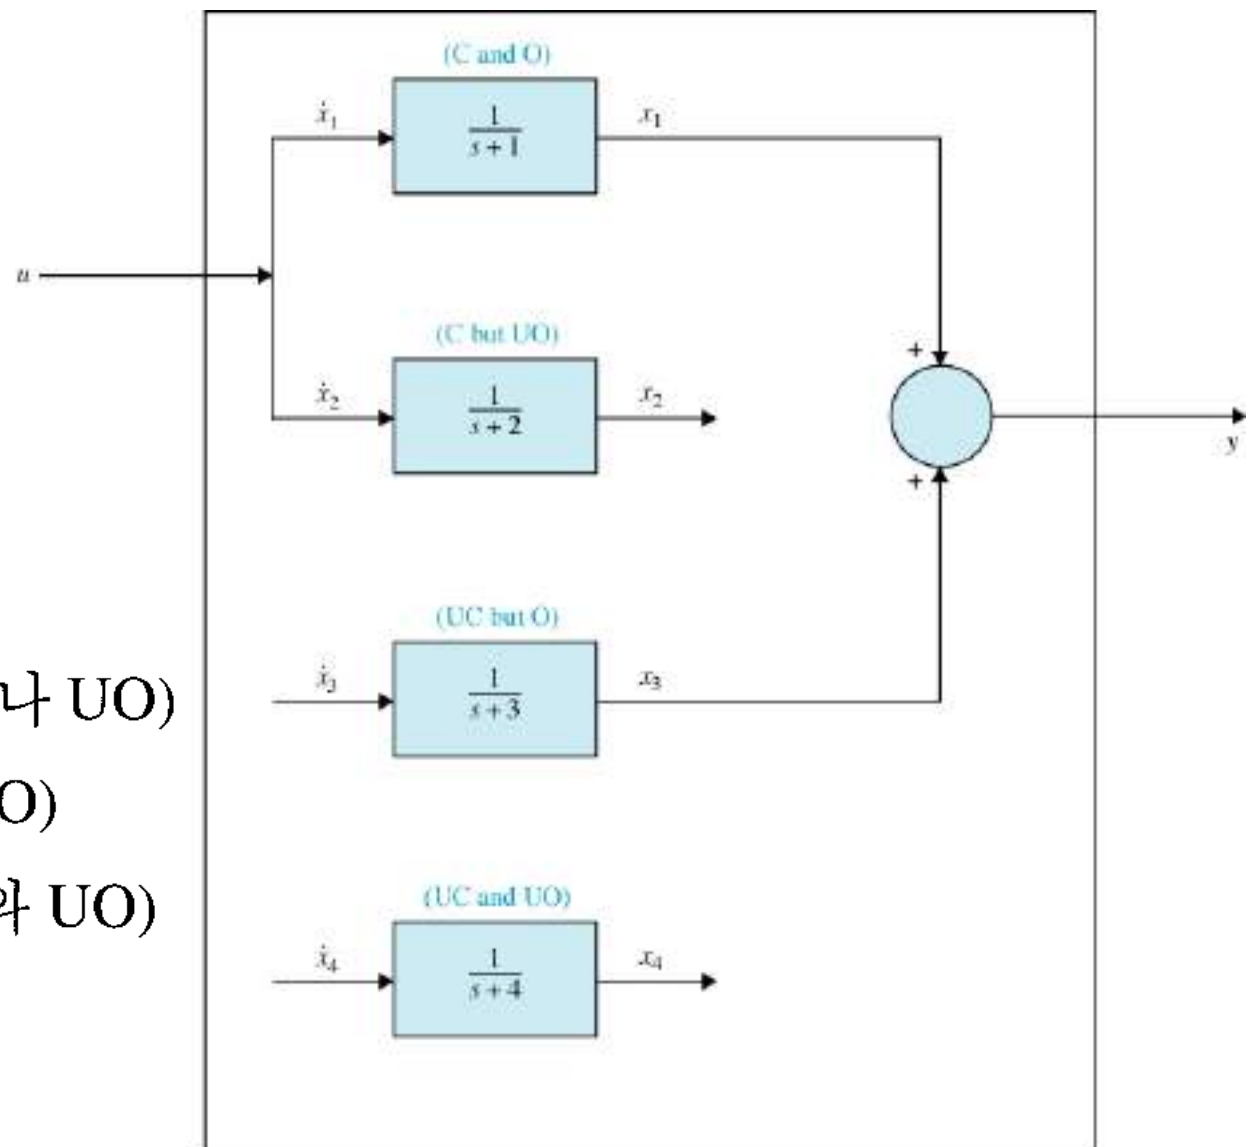 (C and O)
ẋ1
1
s + 1
x1
u
(C but UO)
ẋ2
1
s + 2
x2
+
+
y
(UC but O)
ẋ3
1
s + 3
x3
나 UO)
O)
와 UO)
(UC and UO)
ẋ4
1
s + 4
x4